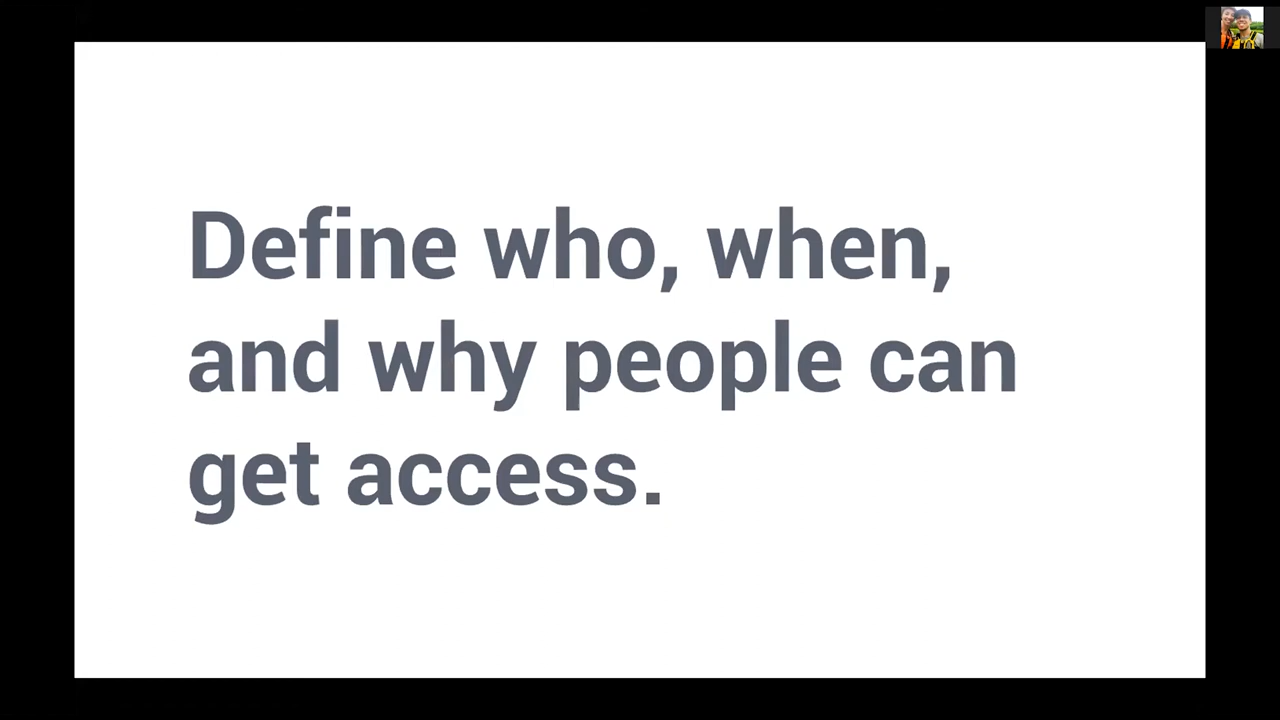 Define who, when,
and why people can
get access.